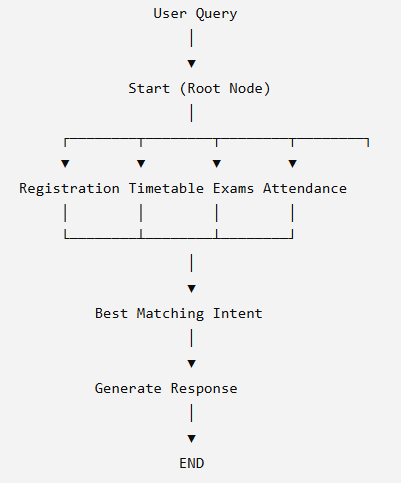 User Query
Start (Root Node)
Registration Timetable Exams Attendance
Best Matching Intent
Generate Response
END